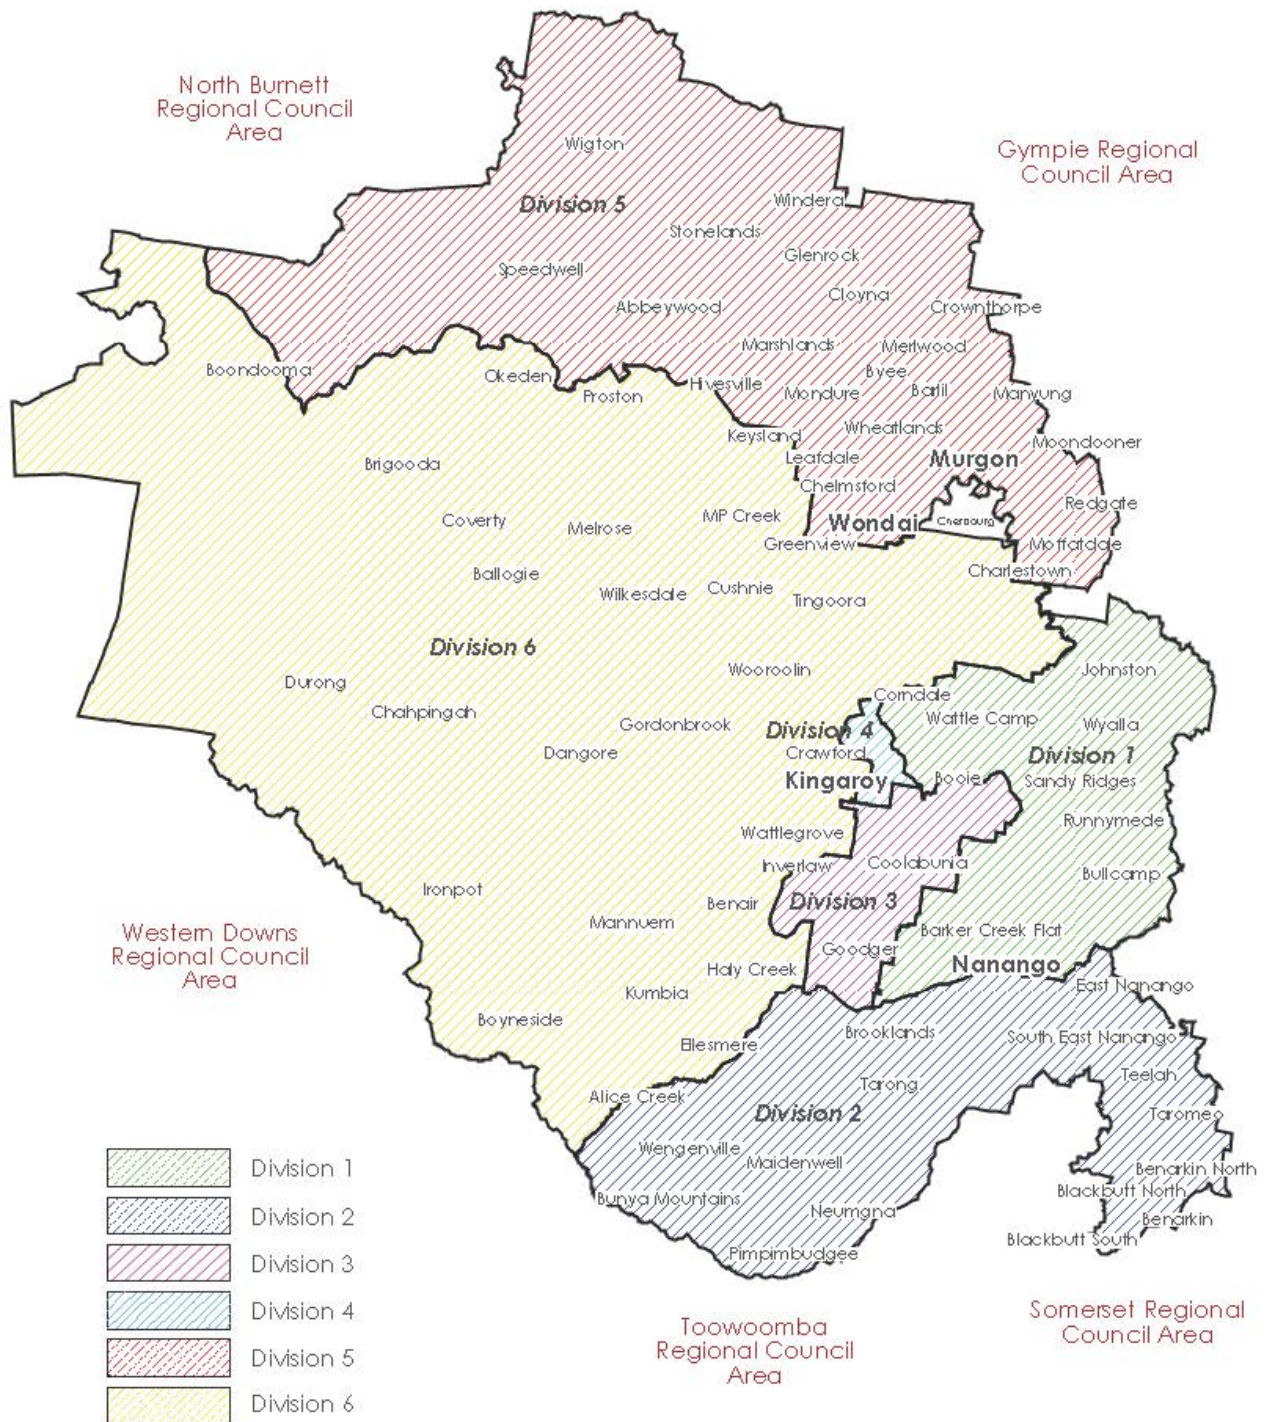 North Burnett
Regional Council
Area
Gympie Regional
Council Area
Wigton
Division 5
Windera
Stonelands
Glenrock
Speedwell
Cloyna
Abbeywood
Crownthorpe
Marshlands
Merlwood
Boondooma
Okeden
Byee
Proston
Hivesville
Mondure
Barlil
Manyung
Keysland
Wheatlands
Moondooner
Leafdale
Murgon
Brigooda
Chelmsford
Redgate
Coverty
Melrose
MP Creek
Wondai
Cherbourg
Greenview
Moffatdale
Ballogie
Charlestown
Wilkesdale
Cushnie
Tingoora
Division 6
Wooroolin
Johnston
Durong
Chahpingah
Corndale
Gordonbrook
Wattle Camp
Wyalla
Division 4
Dangore
Crawford
Division 1
Kingaroy
Booie
Sandy Ridges
Wattlegrove
Runnymede
Inverlaw
Coolabunia
Bullcamp
Ironpot
Benair
Division 3
Mannuem
Barker Creek Flat
Western Downs
Regional Council
Area
Goodger
Nanango
Haly Creek
Kumbia
East Nanango
Boyneside
Brooklands
South East Nanango
Ellesmere
Teelah
Tarong
Alice Creek
Division 2
Taromeo
Wengenville
Maidenwell
Benarkin North
Bunya Mountains
Blackbutt North
Neumgna
Benarkin
Blackbutt South
Pimpimbudgee
Toowoomba
Regional Council
Area
Somerset Regional
Council Area
Division 1
Division 2
Division 3
Division 4
Division 5
Division 6